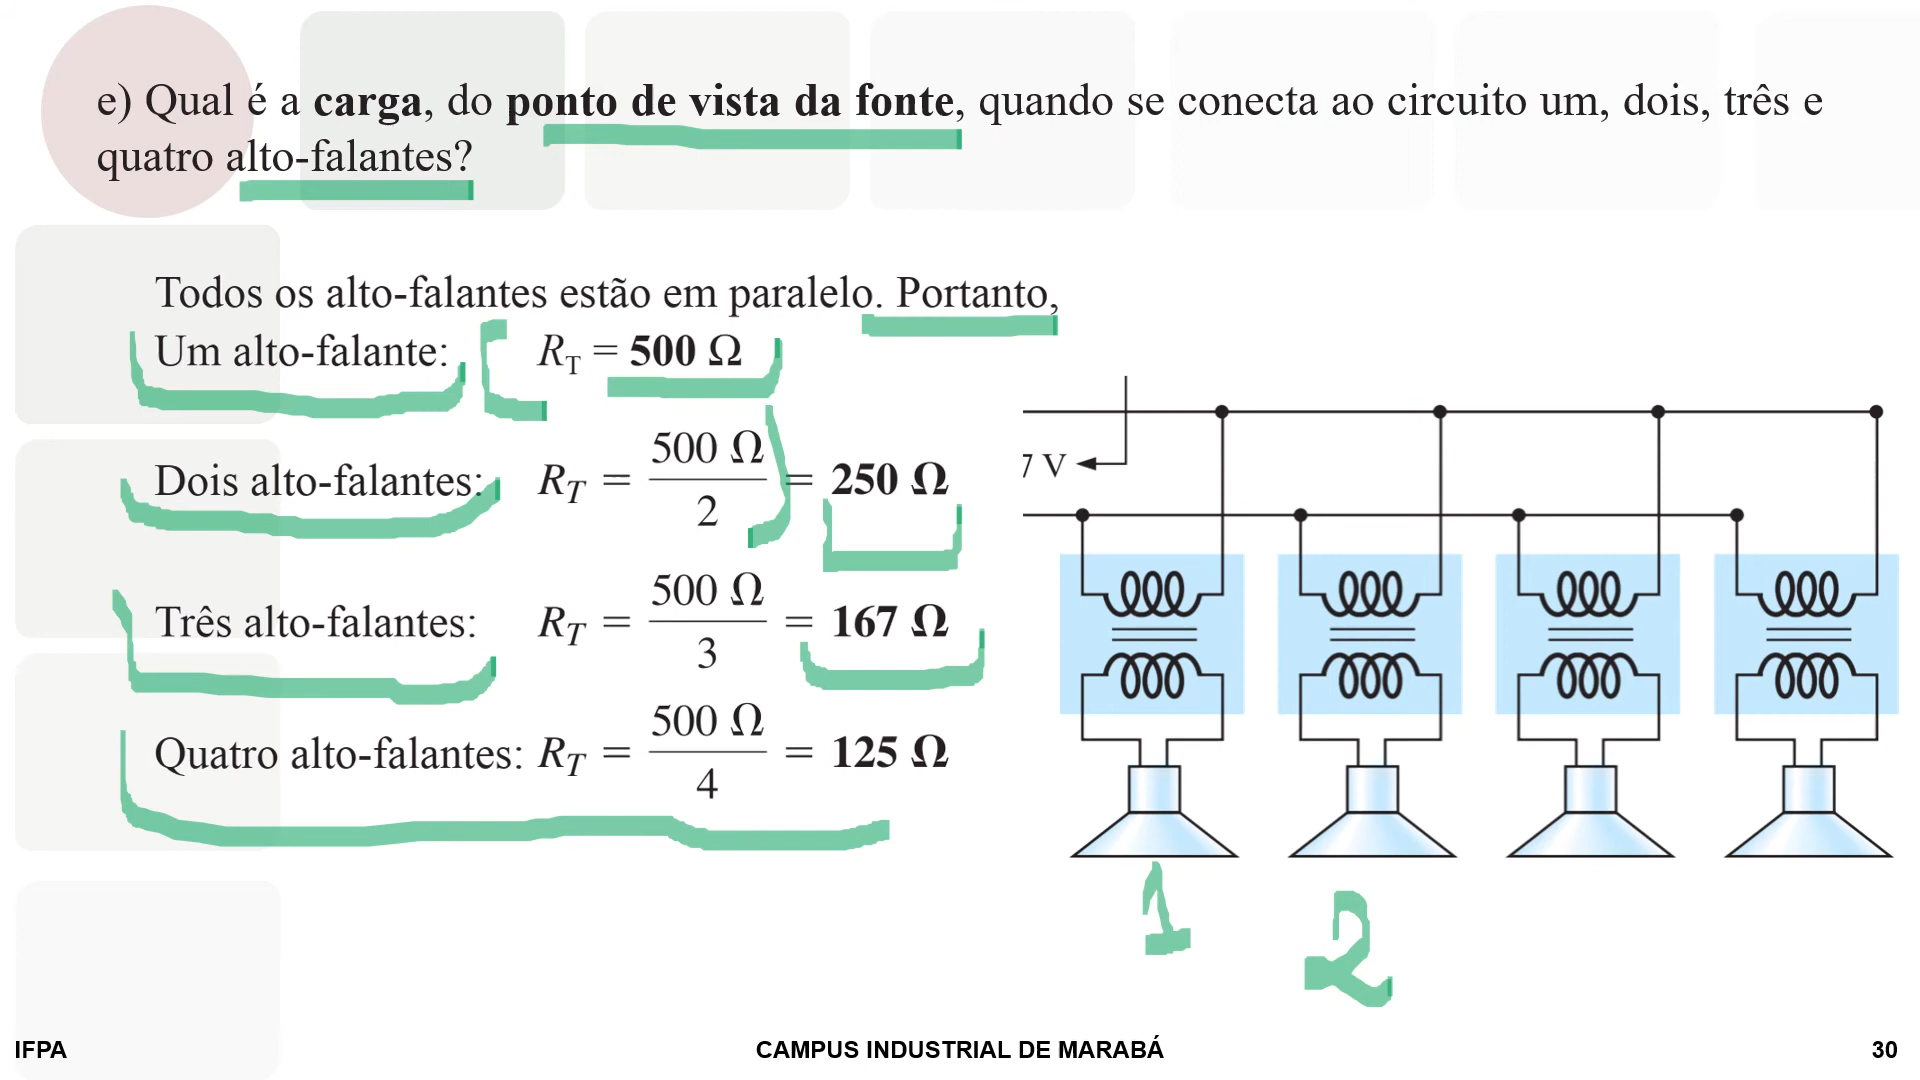 e) Qual é a carga, do ponto de vista da fonte, quando se conecta ao circuito um, dois, três e
quatro alto-falantes?
Todos os alto-falantes estão em paralelo. Portanto,
Um alto-falante: R_T = 500 Ω
Dois alto-falantes: R_T = 500 Ω / 2 = 250 Ω
Três alto-falantes: R_T = 500 Ω / 3 = 167 Ω
Quatro alto-falantes: R_T = 500 Ω / 4 = 125 Ω
7 V
1 2
IFPA CAMPUS INDUSTRIAL DE MARABÁ 30